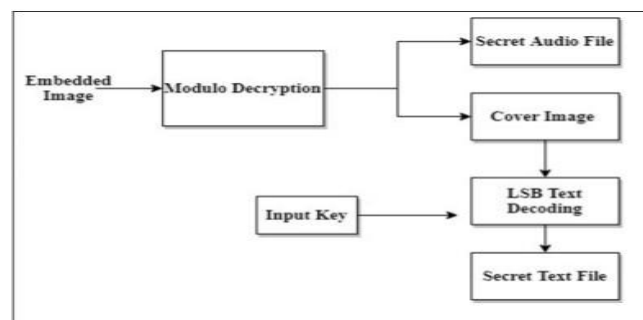 Secret Audio File
Embedded
Image
Modulo Decryption
Cover Image
LSB Text
Decoding
Input Key
Secret Text File